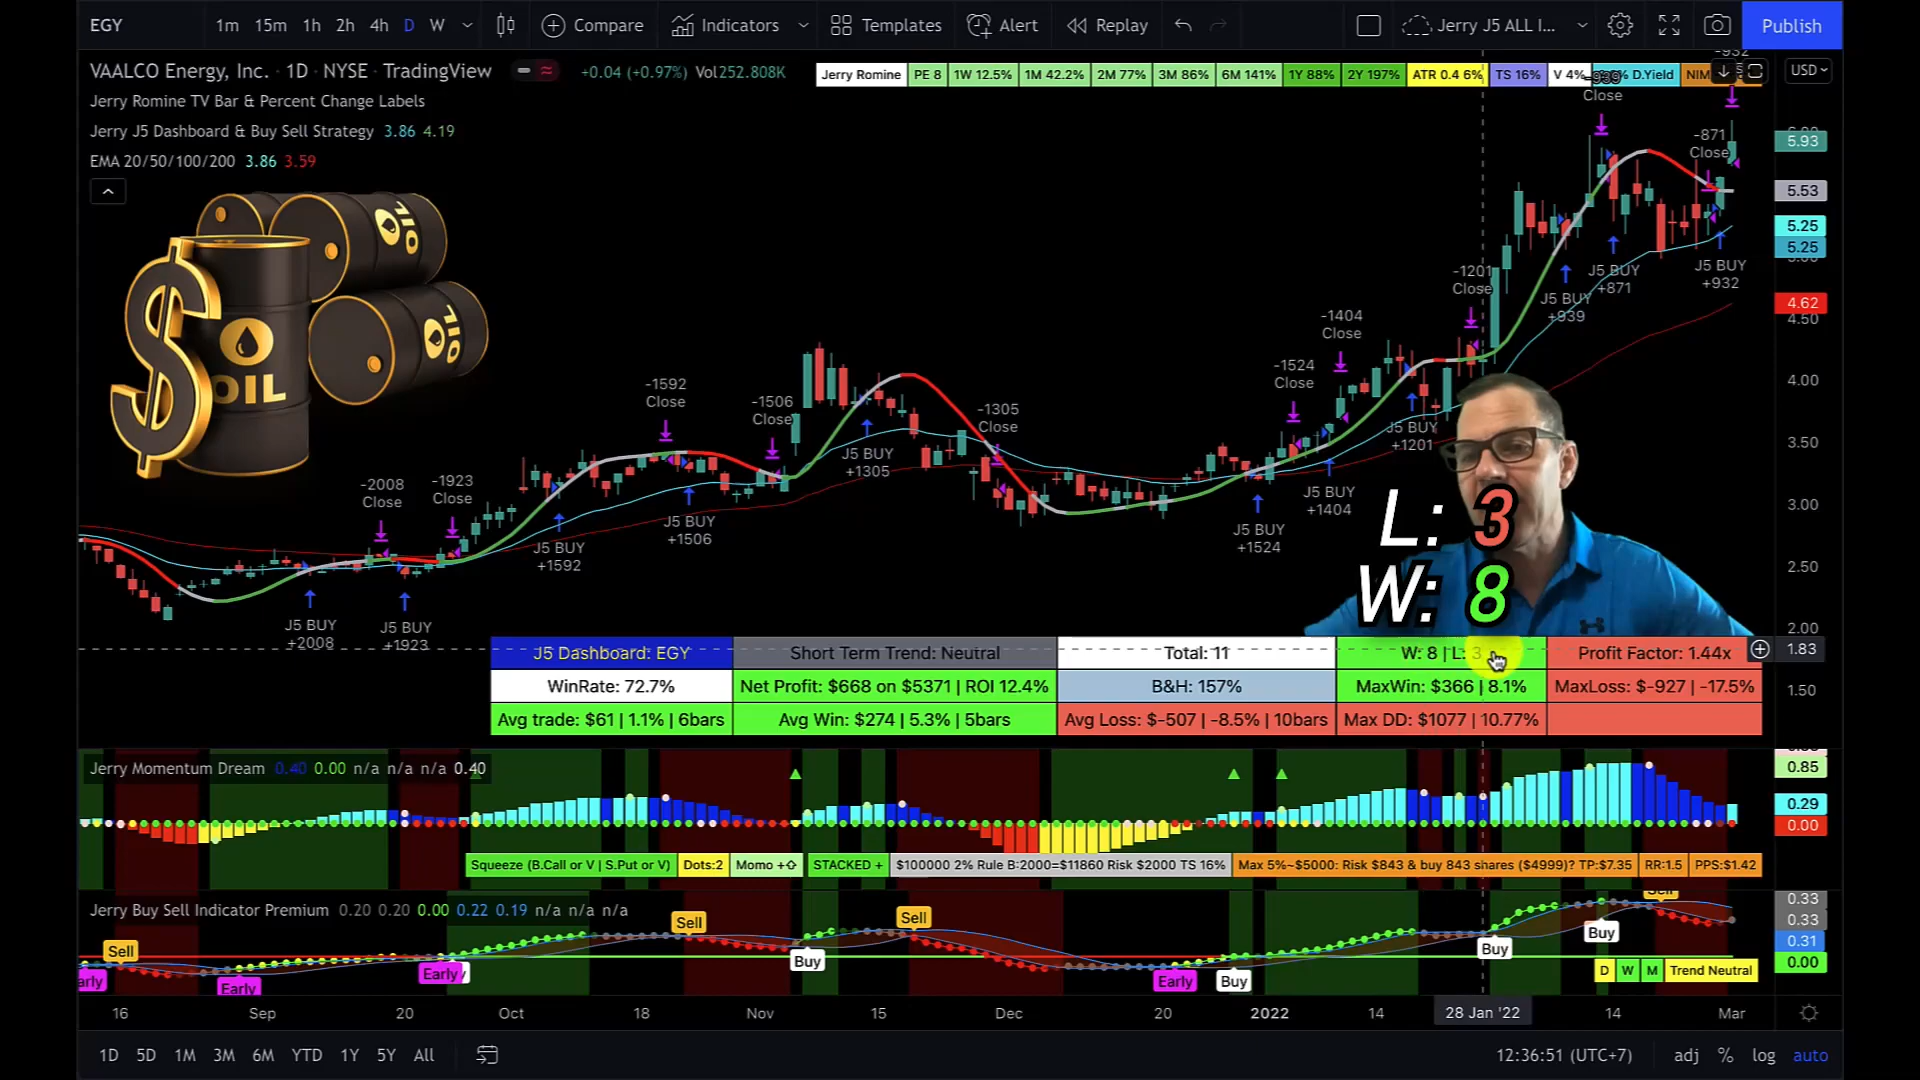 EGY 1m 15m 1h 2h 4h D W Compare Indicators Templates Alert Replay Jerry J5 ALL I... Publish
VAALCO Energy, Inc. · 1D · NYSE · TradingView +0.04 (+0.97%) Vol252.808K
Jerry Romine PE 8 1W 12.5% 1M 42.2% 2M 77% 3M 86% 6M 141% 1Y 88% 2Y 197% ATR 0.4 6% TS 16% V 4% D.Yield USD
Jerry Romine TV Bar & Percent Change Labels
Jerry J5 Dashboard & Buy Sell Strategy 3.86 4.19
EMA 20/50/100/200 3.86 3.59
-939
Close
-871
Close
5.93
5.53
5.25
5.25
4.62
4.50
4.00
3.50
3.00
2.50
2.00
1.83
1.50
OIL
OIL
OIL
-2008
Close
-1923
Close
-1592
Close
-1506
Close
-1305
Close
-1524
Close
-1404
Close
-1201
Close
J5 BUY
+2008
J5 BUY
+1923
J5 BUY
+1592
J5 BUY
+1506
J5 BUY
+1305
J5 BUY
+1524
J5 BUY
+1404
J5 BUY
+1201
J5 BUY
+939
J5 BUY
+871
J5 BUY
+932
L: 3
W: 8
J5 Dashboard: EGY Short Term Trend: Neutral Total: 11 W: 8 | L: 3 Profit Factor: 1.44x
WinRate: 72.7% Net Profit: $668 on $5371 | ROI 12.4% B&H: 157% MaxWin: $366 | 8.1% MaxLoss: $-927 | -17.5%
Avg trade: $61 | 1.1% | 6bars Avg Win: $274 | 5.3% | 5bars Avg Loss: $-507 | -8.5% | 10bars Max DD: $1077 | 10.77%
Jerry Momentum Dream 0.40 0.00 n/a n/a n/a 0.40
0.85
0.29
0.00
Squeeze (B.Call or V | S.Put or V) Dots:2 Momo +⇧ STACKED + $100000 2% Rule B:2000=$11860 Risk $2000 TS 16% Max 5%~$5000: Risk $843 & buy 843 shares ($4999)? TP:$7.35 RR:1.5 PPS:$1.42
Jerry Buy Sell Indicator Premium 0.20 0.20 0.00 0.22 0.19 n/a n/a n/a
Sell Early Early Sell Buy Sell Early Buy Buy Buy
0.33
0.33
0.31
0.00
D W M Trend Neutral
16 Sep 20 Oct 18 Nov 15 Dec 20 2022 14 28 Jan '22 14 Mar
1D 5D 1M 3M 6M YTD 1Y 5Y All 12:36:51 (UTC+7) adj % log auto